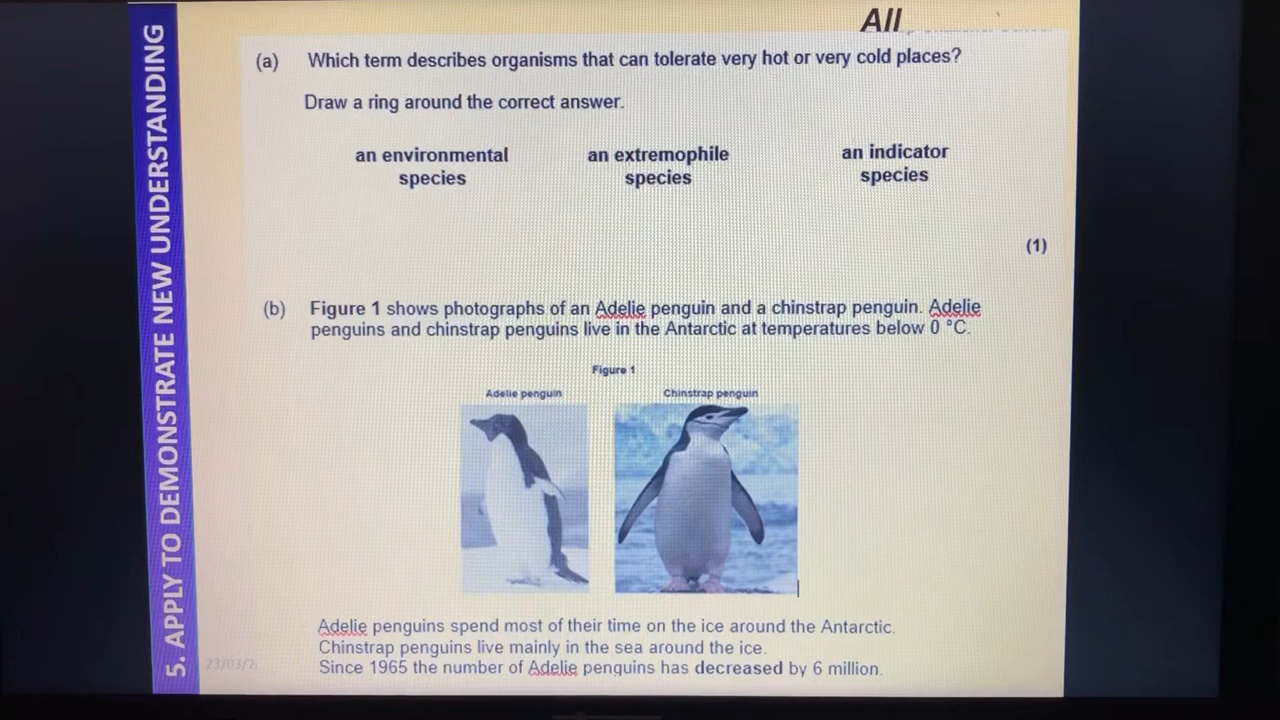 All
5. APPLY TO DEMONSTRATE NEW UNDERSTANDING
(a) Which term describes organisms that can tolerate very hot or very cold places?
Draw a ring around the correct answer.
an environmental species
an extremophile species
an indicator species
(1)
(b) Figure 1 shows photographs of an Adelie penguin and a chinstrap penguin. Adelie
penguins and chinstrap penguins live in the Antarctic at temperatures below 0 °C.
Figure 1
Adelie penguin Chinstrap penguin
Adelie penguins spend most of their time on the ice around the Antarctic.
Chinstrap penguins live mainly in the sea around the ice.
Since 1965 the number of Adelie penguins has decreased by 6 million.